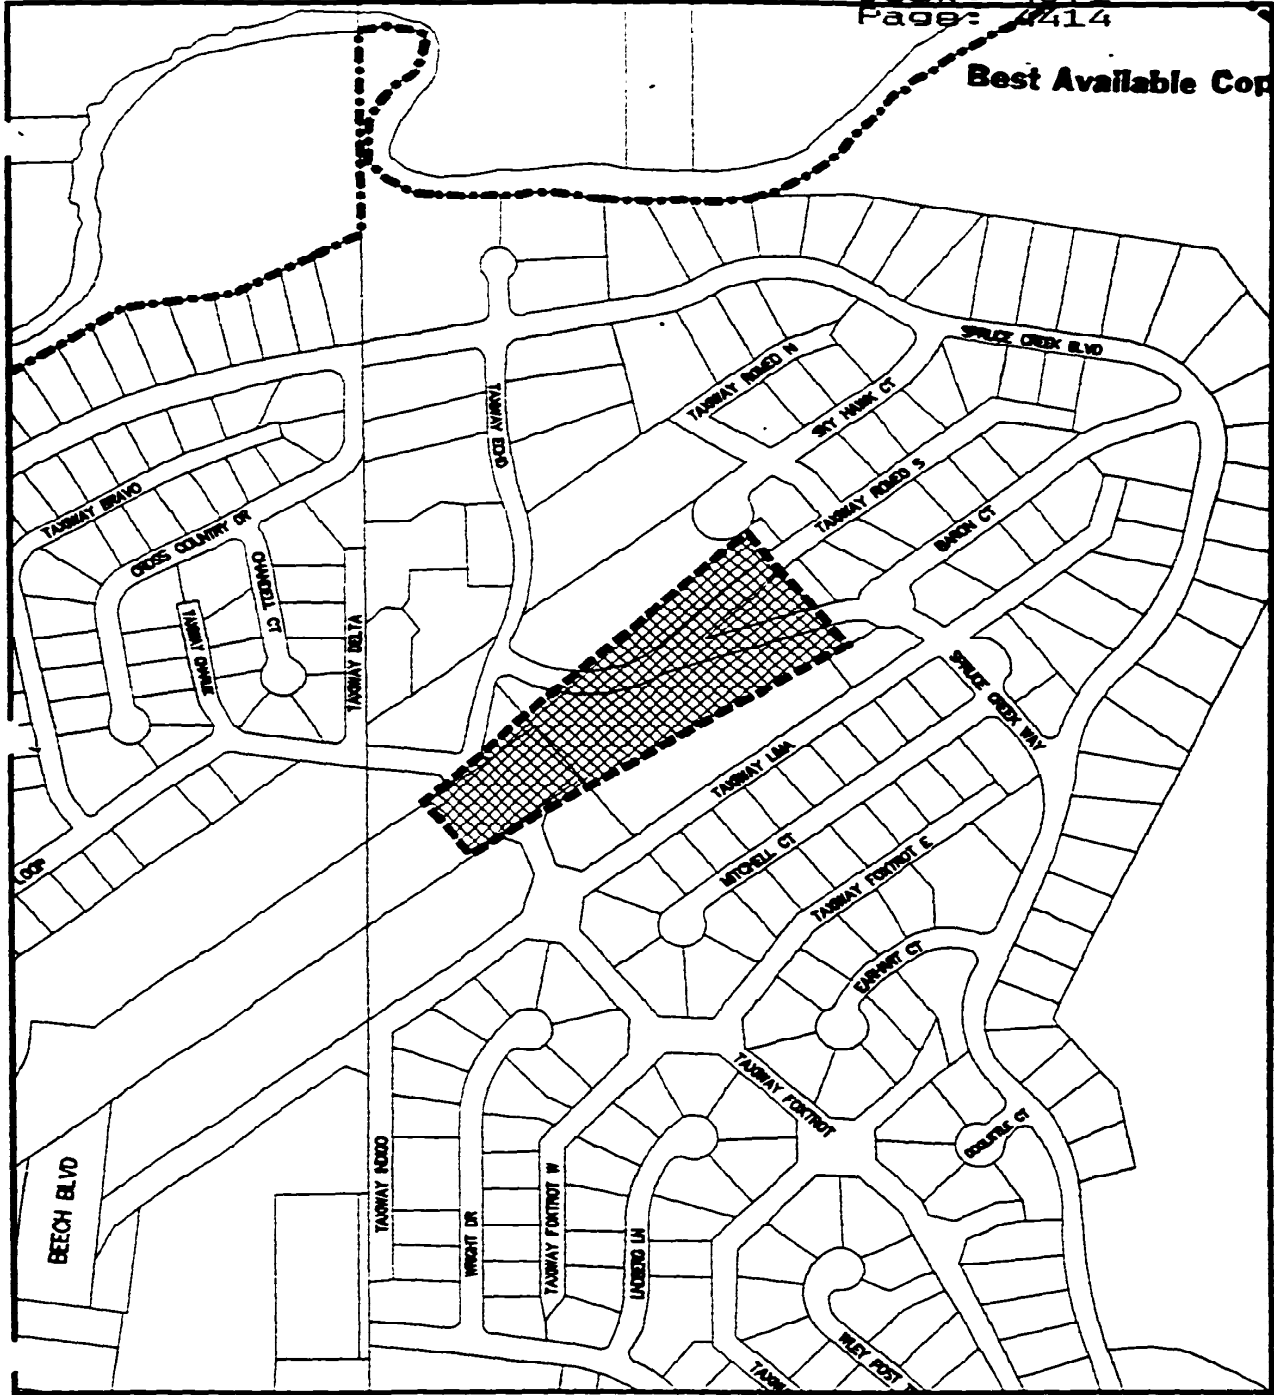 Page: 4414
Best Available Cop
SPRUCE CREEK BLVD
TAXIWAY ROMEO N
SKY HAWK CT
TAXIWAY ECHO
TAXIWAY ROMEO S
TAXIWAY BRAVO
CROSS COUNTRY DR
BARON CT
CHANDELL CT
TAXIWAY CHARLIE
TAXIWAY DELTA
SPRUCE CREEK WAY
TAXIWAY LIMA
LOOP
MITCHELL CT
TAXIWAY FOXTROT E
EARHART CT
TAXIWAY FOXTROT
DOOLITTLE CT
BEECH BLVD
TAXIWAY INDIGO
WRIGHT DR
TAXIWAY FOXTROT W
LINDBERG LN
WILEY POST
TAXIW